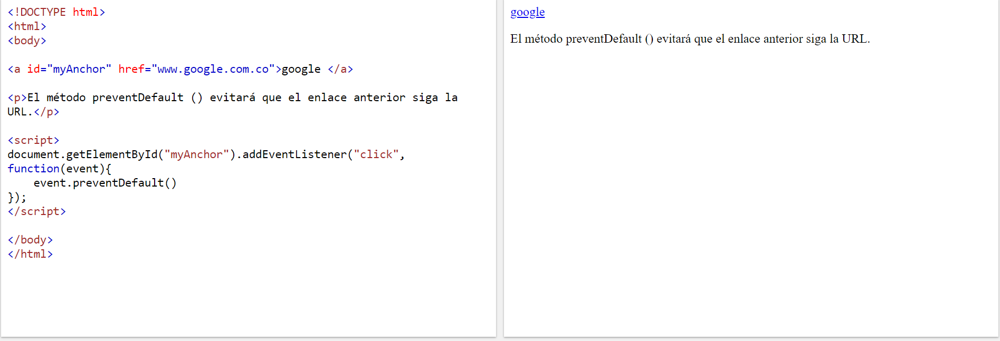 <!DOCTYPE html>
<html>
<body>
<a id="myAnchor" href="www.google.com.co">google </a>
<p>El método preventDefault () evitará que el enlace anterior siga la
URL.</p>
<script>
document.getElementById("myAnchor").addEventListener("click",
function(event){
    event.preventDefault()
});
</script>
</body>
</html>
google
El método preventDefault () evitará que el enlace anterior siga la URL.